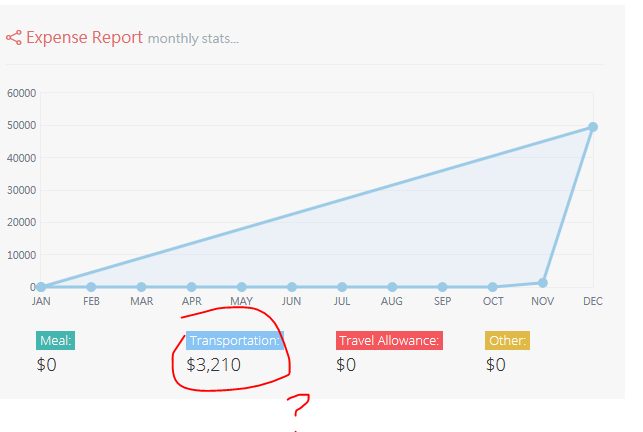 Expense Report monthly stats...
60000
50000
40000
30000
20000
10000
0
JAN FEB MAR APR MAY JUN JUL AUG SEP OCT NOV DEC
Meal: Transportation: Travel Allowance: Other:
$0 $3,210 $0 $0
?